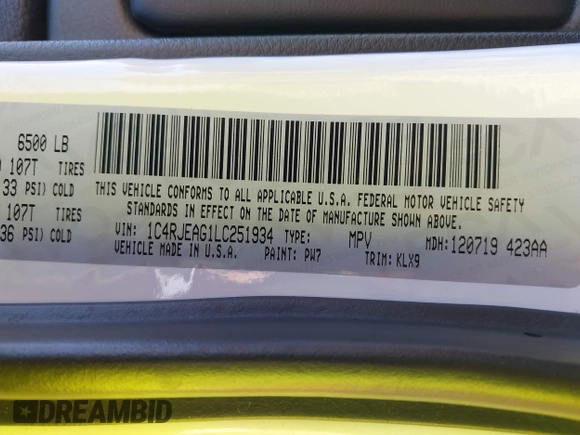 6500 LB
107T TIRES
33 PSI) COLD
107T TIRES
36 PSI) COLD
THIS VEHICLE CONFORMS TO ALL APPLICABLE U.S.A. FEDERAL MOTOR VEHICLE SAFETY
STANDARDS IN EFFECT ON THE DATE OF MANUFACTURE SHOWN ABOVE.
VIN: 1C4RJEAG1LC251934 TYPE: MPV MDH:120719 423AA
VEHICLE MADE IN U.S.A. PAINT: PW7 TRIM: KLX9
DREAMBID